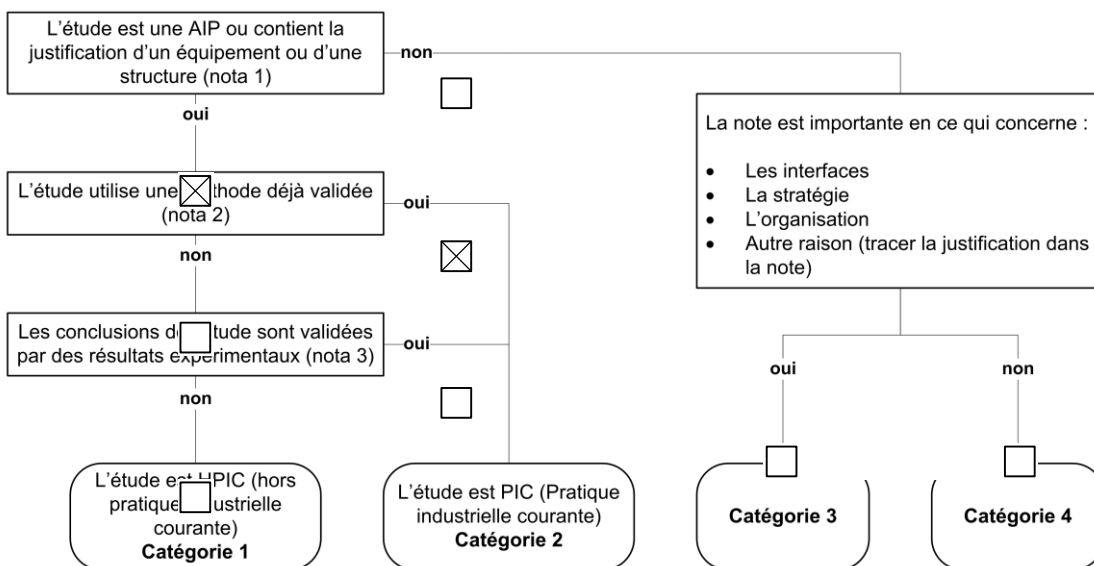 L'étude est une AIP ou contient la
justification d'un équipement ou d'une
structure (nota 1)
non
oui
La note est importante en ce qui concerne :
• Les interfaces
• La stratégie
• L'organisation
• Autre raison (tracer la justification dans
la note)
L'étude utilise une thode déjà validée
(nota 2)
oui
non
Les conclusions de tude sont validées
par des résultats expérimentaux (nota 3)
oui
non
oui
non
L'étude est HPIC (hors
pratique ustrielle
courante)
Catégorie 1
L'étude est PIC (Pratique
industrielle courante)
Catégorie 2
Catégorie 3
Catégorie 4